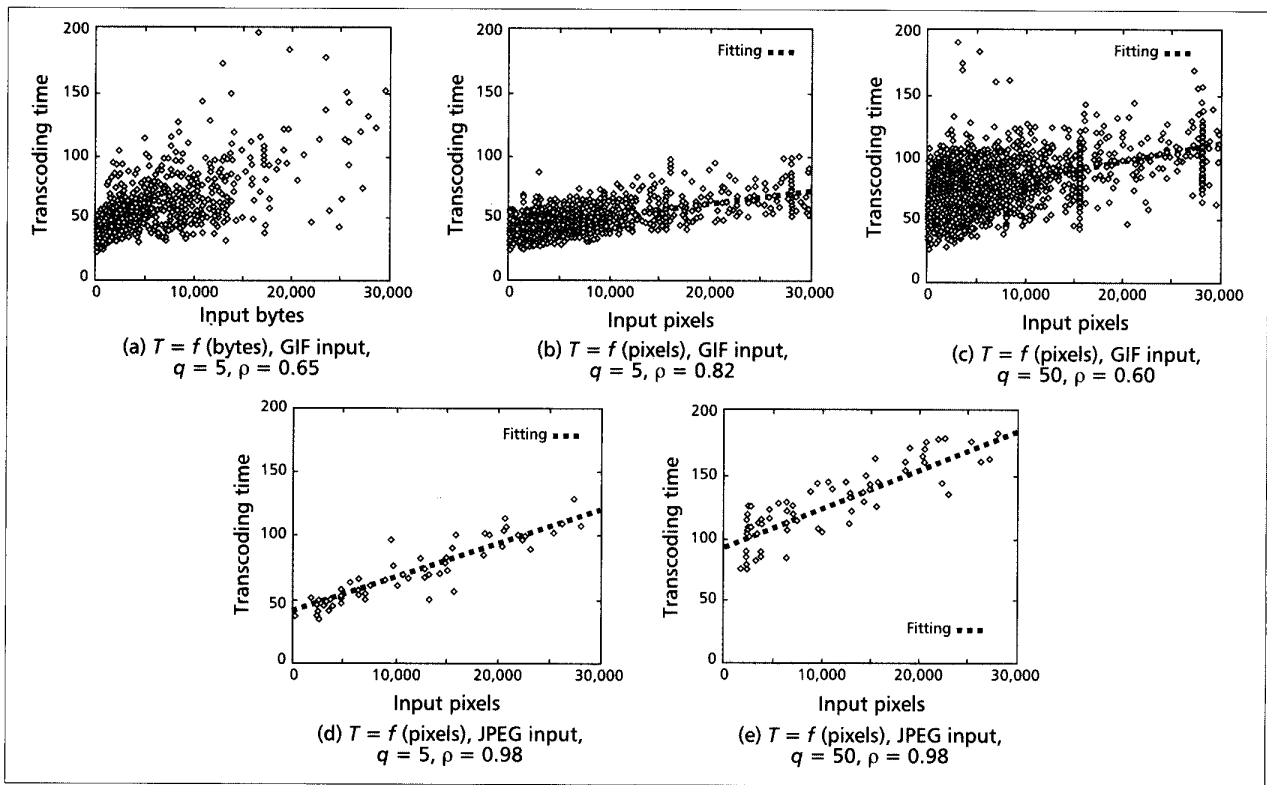 200
150
100
50
0
Transcoding time
0
10,000
20,000
30,000
Input bytes
(a) T = f (bytes), GIF input,
q = 5, ρ = 0.65
200
150
100
50
0
Transcoding time
Fitting
0
10,000
20,000
30,000
Input pixels
(b) T = f (pixels), GIF input,
q = 5, ρ = 0.82
200
150
100
50
0
Transcoding time
Fitting
0
10,000
20,000
30,000
Input pixels
(c) T = f (pixels), GIF input,
q = 50, ρ = 0.60
200
150
100
50
0
Transcoding time
Fitting
0
10,000
20,000
30,000
Input pixels
(d) T = f (pixels), JPEG input,
q = 5, ρ = 0.98
200
150
100
50
0
Transcoding time
Fitting
0
10,000
20,000
30,000
Input pixels
(e) T = f (pixels), JPEG input,
q = 50, ρ = 0.98